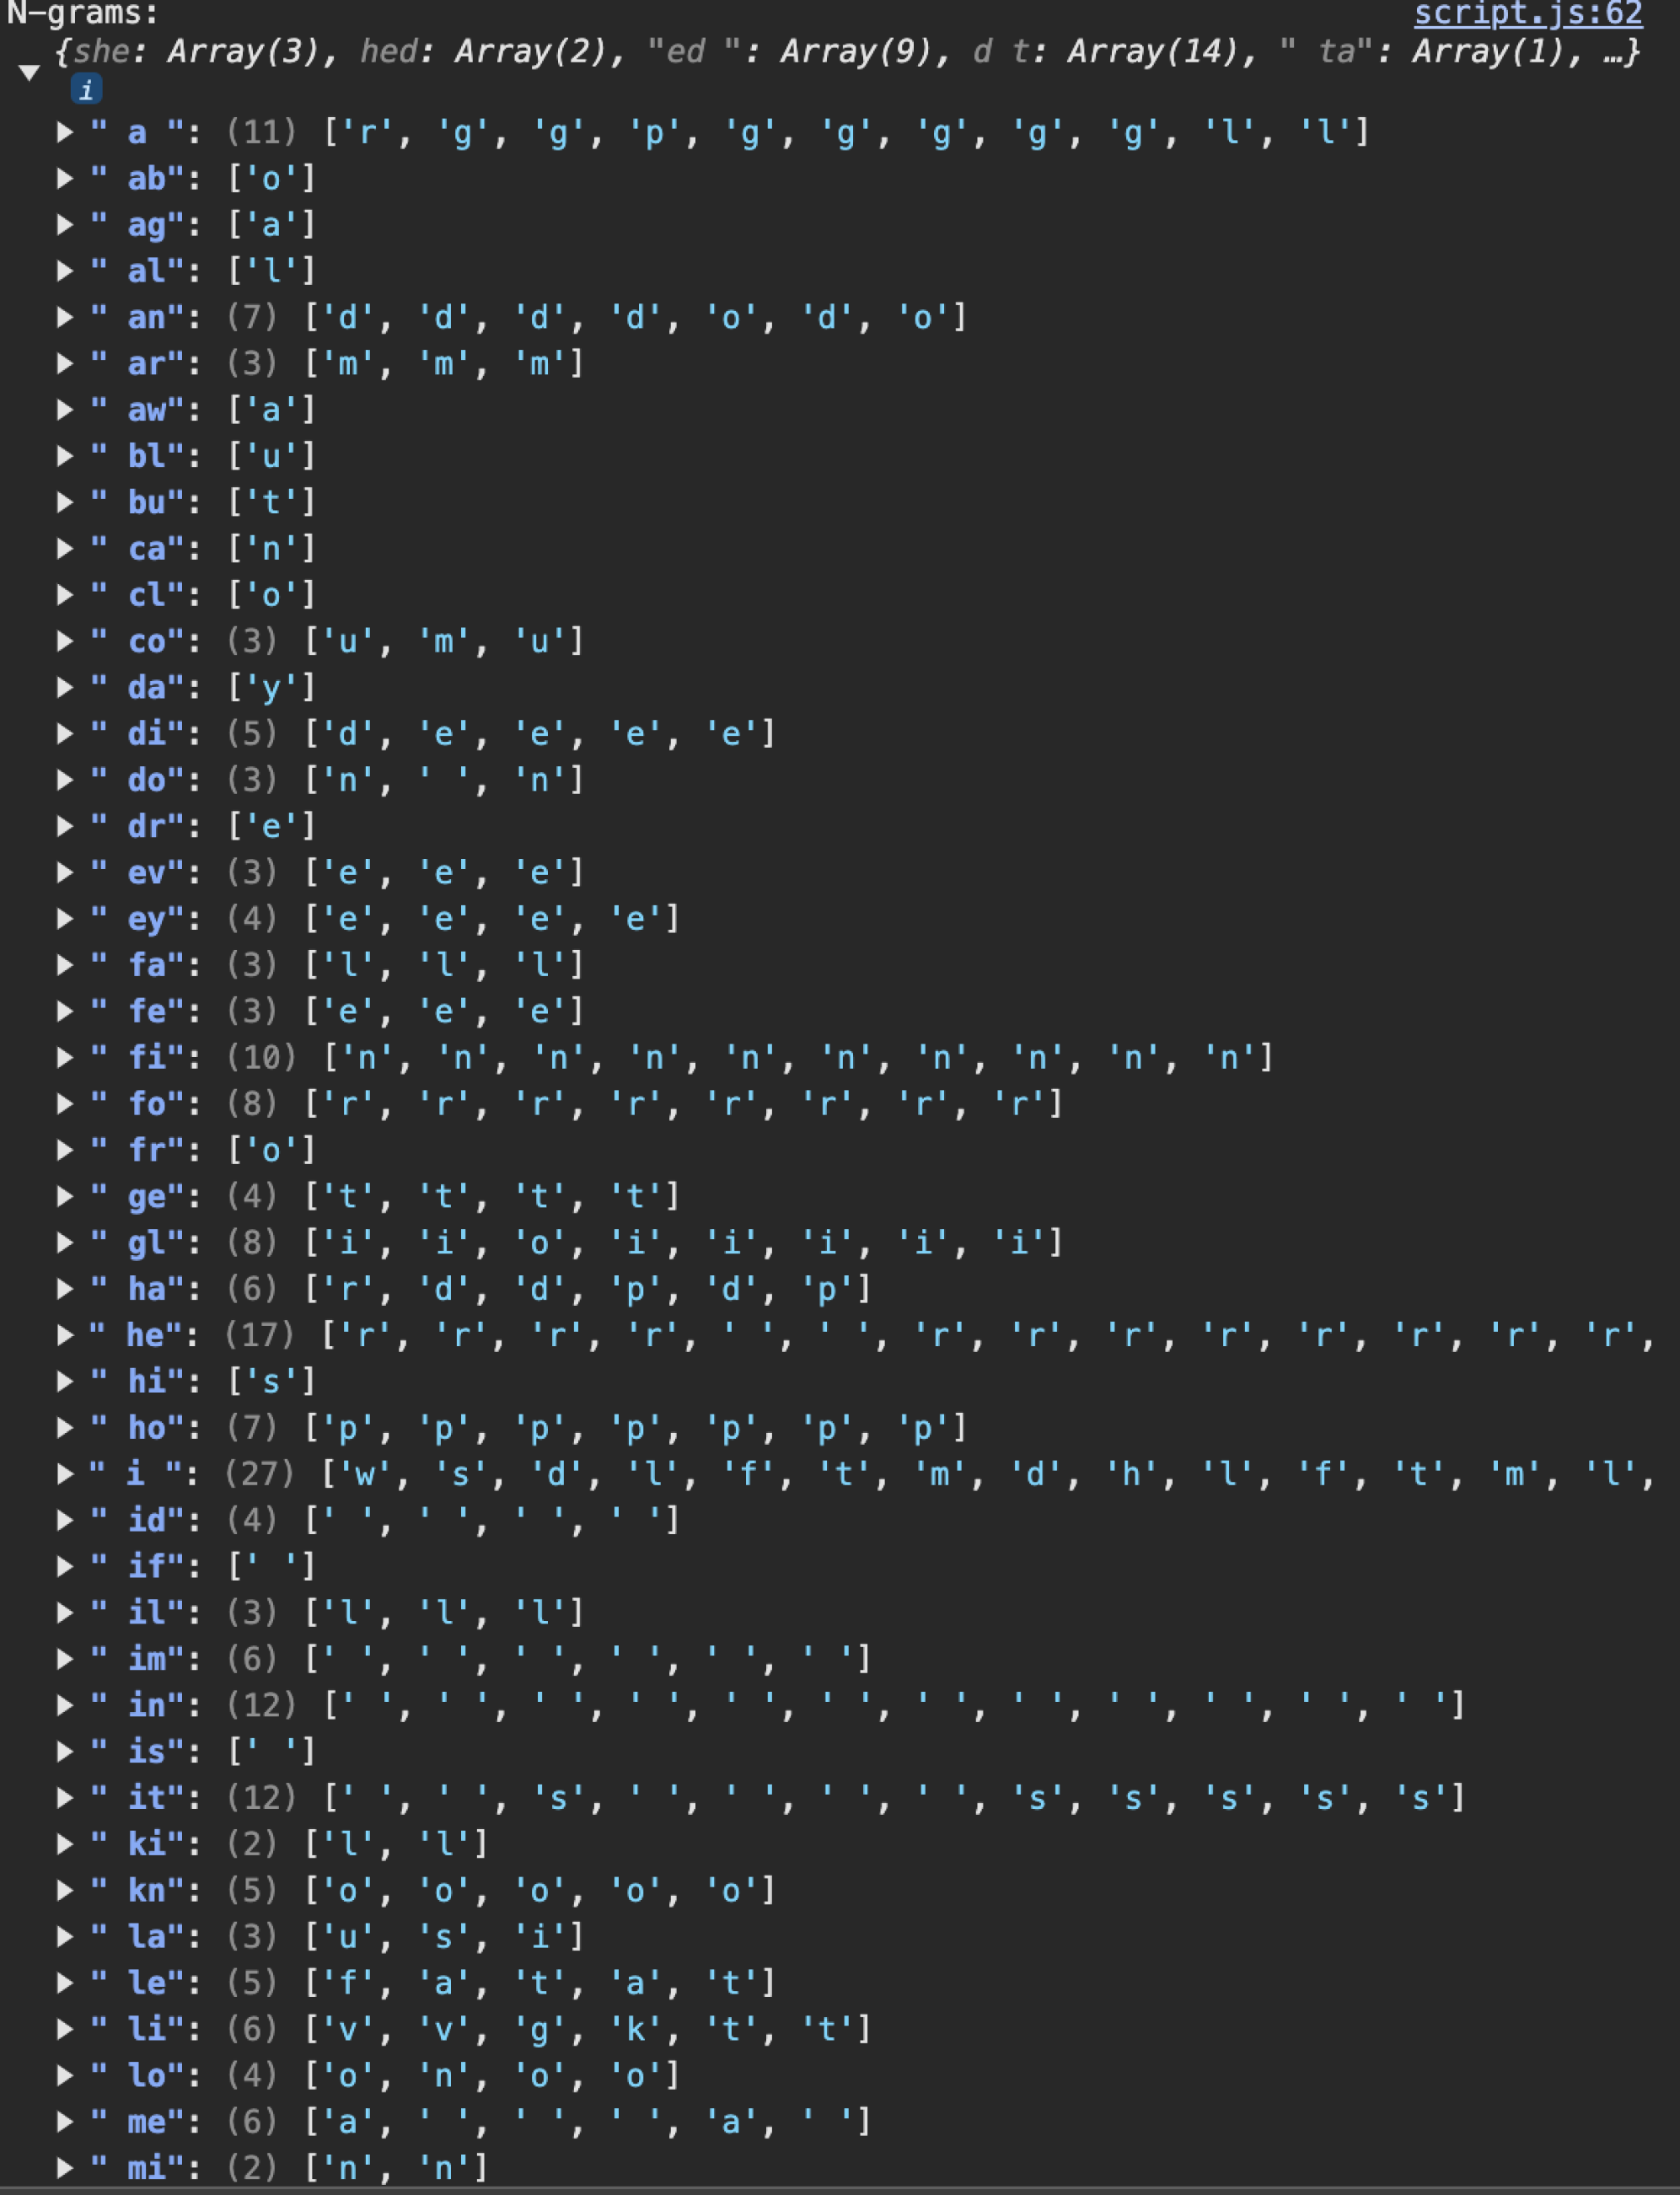 N-grams: script.js:62
{she: Array(3), hed: Array(2), "ed ": Array(9), d t: Array(14), " ta": Array(1), …}
i
" a ": (11) ['r', 'g', 'g', 'p', 'g', 'g', 'g', 'g', 'g', 'l', 'l']
" ab": ['o']
" ag": ['a']
" al": ['l']
" an": (7) ['d', 'd', 'd', 'd', 'o', 'd', 'o']
" ar": (3) ['m', 'm', 'm']
" aw": ['a']
" bl": ['u']
" bu": ['t']
" ca": ['n']
" cl": ['o']
" co": (3) ['u', 'm', 'u']
" da": ['y']
" di": (5) ['d', 'e', 'e', 'e', 'e']
" do": (3) ['n', ' ', 'n']
" dr": ['e']
" ev": (3) ['e', 'e', 'e']
" ey": (4) ['e', 'e', 'e', 'e']
" fa": (3) ['l', 'l', 'l']
" fe": (3) ['e', 'e', 'e']
" fi": (10) ['n', 'n', 'n', 'n', 'n', 'n', 'n', 'n', 'n', 'n']
" fo": (8) ['r', 'r', 'r', 'r', 'r', 'r', 'r', 'r']
" fr": ['o']
" ge": (4) ['t', 't', 't', 't']
" gl": (8) ['i', 'i', 'o', 'i', 'i', 'i', 'i', 'i']
" ha": (6) ['r', 'd', 'd', 'p', 'd', 'p']
" he": (17) ['r', 'r', 'r', 'r', ' ', ' ', 'r', 'r', 'r', 'r', 'r', 'r', 'r', 'r',
" hi": ['s']
" ho": (7) ['p', 'p', 'p', 'p', 'p', 'p', 'p']
" i ": (27) ['w', 's', 'd', 'l', 'f', 't', 'm', 'd', 'h', 'l', 'f', 't', 'm', 'l',
" id": (4) [' ', ' ', ' ', ' ']
" if": [' ']
" il": (3) ['l', 'l', 'l']
" im": (6) [' ', ' ', ' ', ' ', ' ', ' ']
" in": (12) [' ', ' ', ' ', ' ', ' ', ' ', ' ', ' ', ' ', ' ', ' ', ' ']
" is": [' ']
" it": (12) [' ', ' ', 's', ' ', ' ', ' ', ' ', 's', 's', 's', 's', 's']
" ki": (2) ['l', 'l']
" kn": (5) ['o', 'o', 'o', 'o', 'o']
" la": (3) ['u', 's', 'i']
" le": (5) ['f', 'a', 't', 'a', 't']
" li": (6) ['v', 'v', 'g', 'k', 't', 't']
" lo": (4) ['o', 'n', 'o', 'o']
" me": (6) ['a', ' ', ' ', ' ', 'a', ' ']
" mi": (2) ['n', 'n']